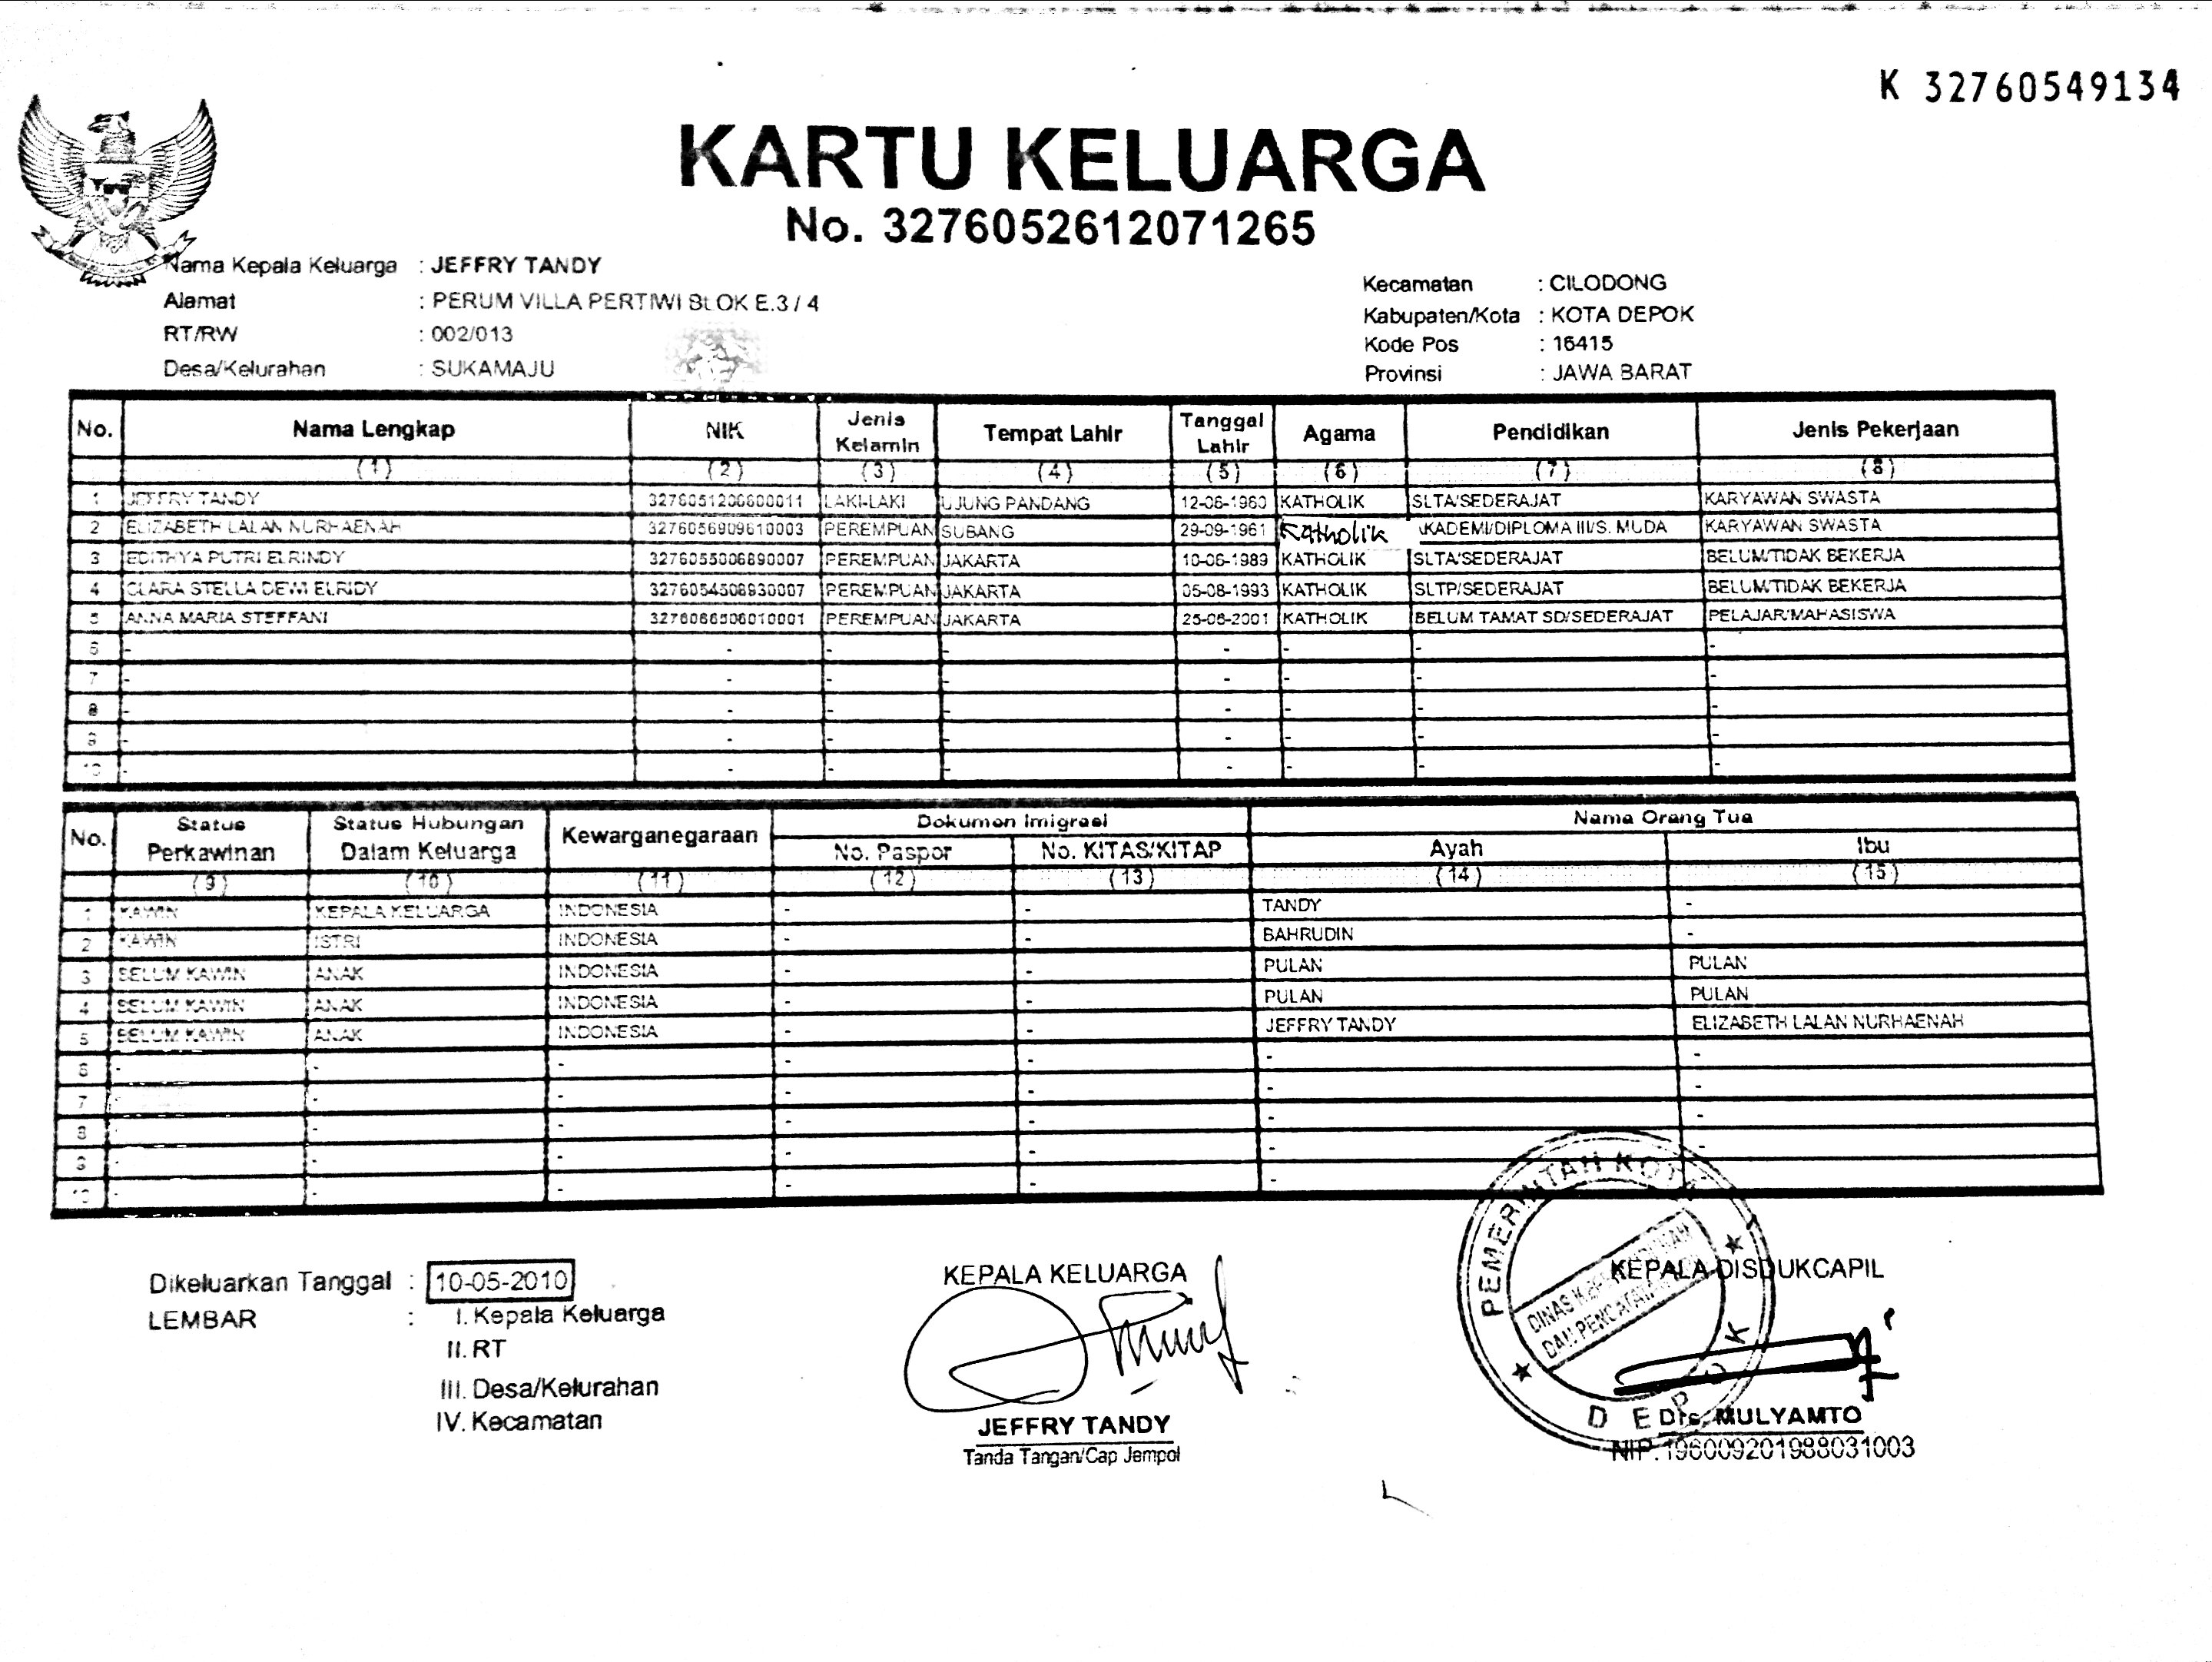 K 32760549134
KARTU KELUARGA
No. 3276052612071265
Nama Kepala Keluarga : JEFFRY TANDY
Alamat : PERUM VILLA PERTIWI BLOK E.3 / 4
RT/RW : 002/013
Desa/Kelurahan : SUKAMAJU
Kecamatan : CILODONG
Kabupaten/Kota : KOTA DEPOK
Kode Pos : 16415
Provinsi : JAWA BARAT
No. Nama Lengkap NIK Jenis Kelamin Tempat Lahir Tanggal Lahir Agama Pendidikan Jenis Pekerjaan
(1) (2) (3) (4) (5) (6) (7) (8)
1 JEFFRY TANDY 3276051206600011 LAKI-LAKI UJUNG PANDANG 12-06-1960 KATHOLIK SLTA/SEDERAJAT KARYAWAN SWASTA
2 ELIZABETH LALAN NURHAENAH 3276056909610003 PEREMPUAN SUBANG 29-09-1961 Katholik AKADEMI/DIPLOMA III/S. MUDA KARYAWAN SWASTA
3 EDITHYA PUTRI ELRINDY 3276055006890007 PEREMPUAN JAKARTA 10-06-1989 KATHOLIK SLTA/SEDERAJAT BELUM/TIDAK BEKERJA
4 CLARA STELLA DEWI ELRIDY 3276054508930007 PEREMPUAN JAKARTA 05-08-1993 KATHOLIK SLTP/SEDERAJAT BELUM/TIDAK BEKERJA
5 ANNA MARIA STEFFANI 3276066506010001 PEREMPUAN JAKARTA 25-06-2001 KATHOLIK BELUM TAMAT SD/SEDERAJAT PELAJAR/MAHASISWA
6 - - - - - - - -
7 - - - - - - - -
8 - - - - - - - -
9 - - - - - - - -
10 - - - - - - - -
No. Status Perkawinan Status Hubungan Dalam Keluarga Kewarganegaraan Dokumen Imigrasi Nama Orang Tua
No. Paspor No. KITAS/KITAP Ayah Ibu
(9) (10) (11) (12) (13) (14) (15)
1 KAWIN KEPALA KELUARGA INDONESIA - - TANDY -
2 KAWIN ISTRI INDONESIA - - BAHRUDIN -
3 BELUM KAWIN ANAK INDONESIA - - PULAN PULAN
4 BELUM KAWIN ANAK INDONESIA - - PULAN PULAN
5 BELUM KAWIN ANAK INDONESIA - - JEFFRY TANDY ELIZABETH LALAN NURHAENAH
6 - - - - - - -
7 - - - - - - -
8 - - - - - - -
9 - - - - - - -
10 - - - - - - -
Dikeluarkan Tanggal : 10-05-2010
LEMBAR : I. Kepala Keluarga
II. RT
III. Desa/Kelurahan
IV. Kecamatan
KEPALA KELUARGA
JEFFRY TANDY
Tanda Tangan/Cap Jempol
PEMERINTAH KOTA
DEPOK
KEPALA DISDUKCAPIL
Drs. MULYAMTO
NIP.196009201988031003